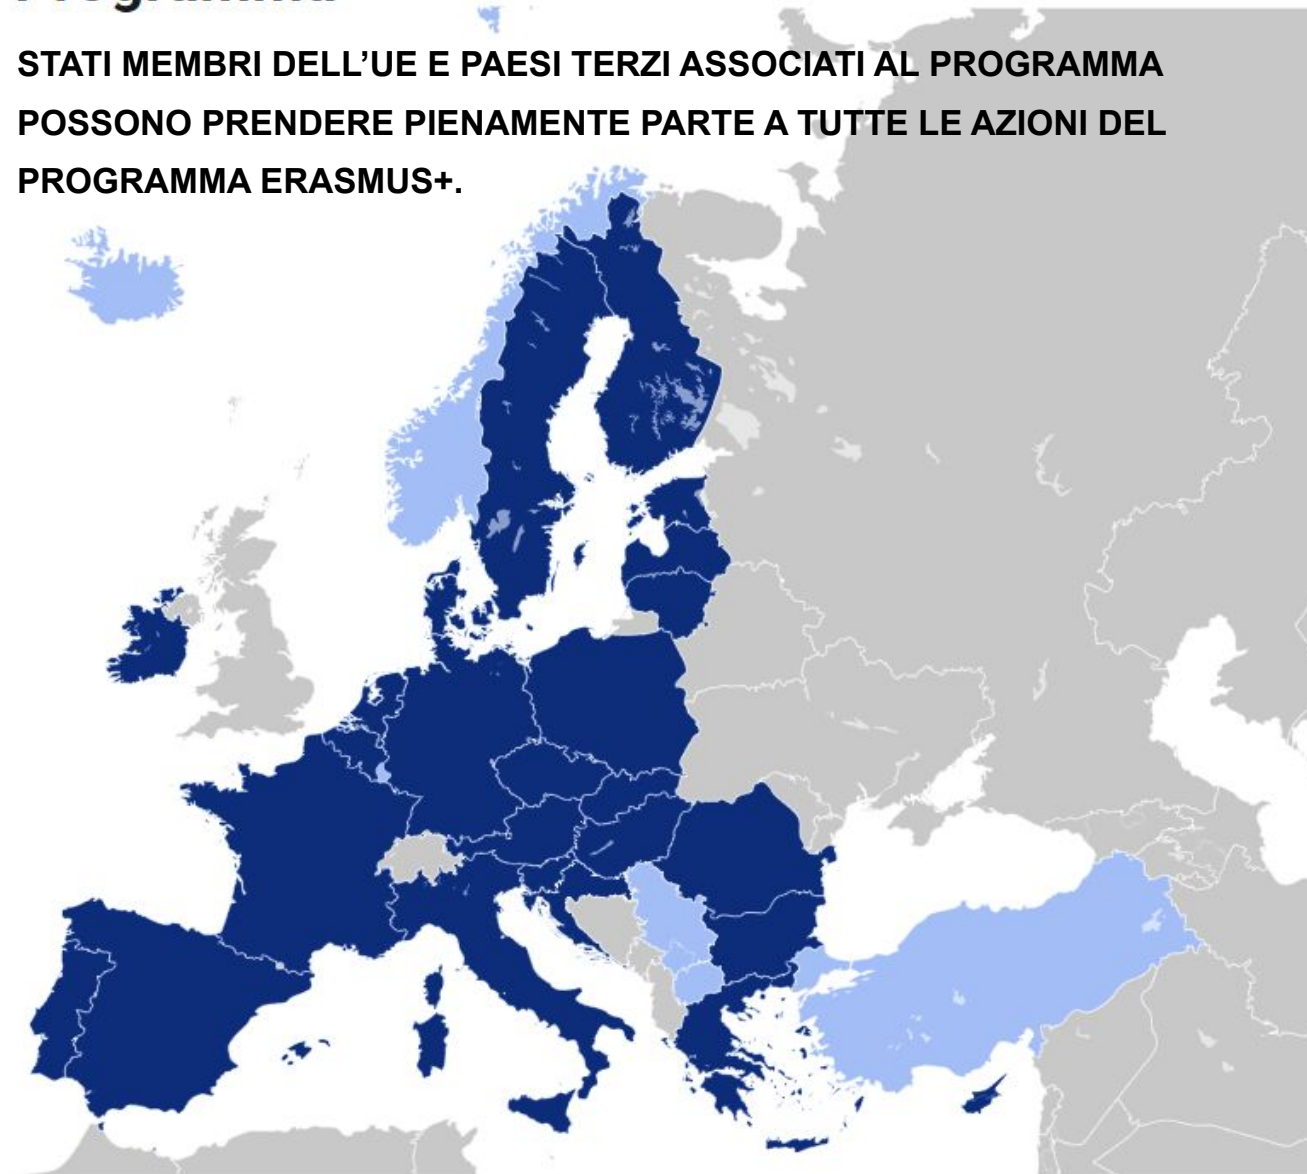 Programma
STATI MEMBRI DELL'UE E PAESI TERZI ASSOCIATI AL PROGRAMMA
POSSONO PRENDERE PIENAMENTE PARTE A TUTTE LE AZIONI DEL
PROGRAMMA ERASMUS+.